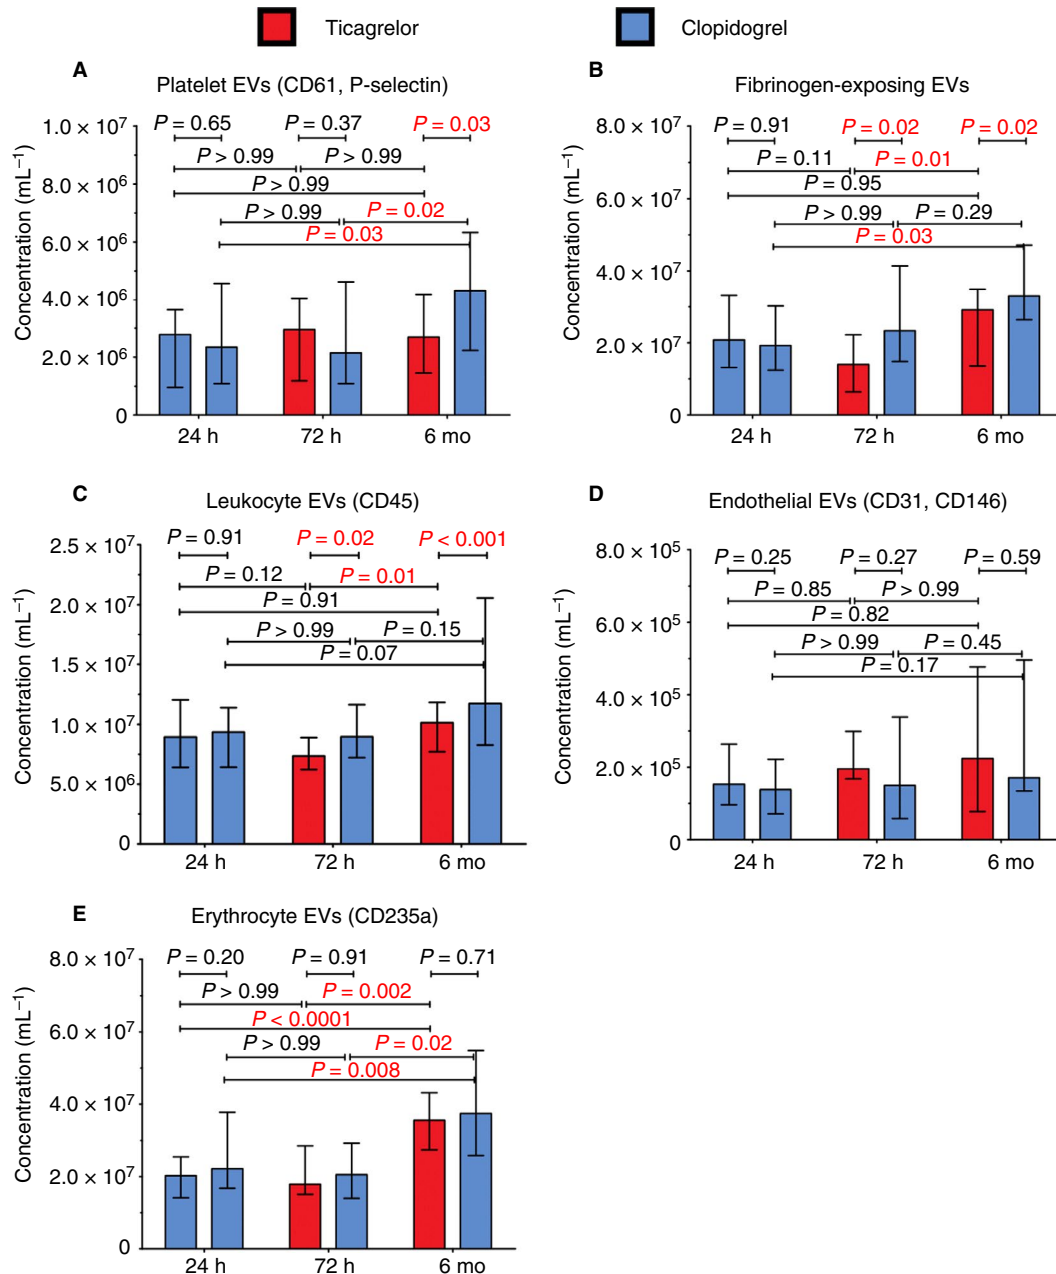 Ticagrelor Clopidogrel
A
Platelet EVs (CD61, P-selectin)
Concentration (mL⁻¹)
1.0 × 10⁷
8.0 × 10⁶
6.0 × 10⁶
4.0 × 10⁶
2.0 × 10⁶
0
P = 0.65 P = 0.37 P = 0.03
P > 0.99 P > 0.99
P > 0.99
P > 0.99 P = 0.02
P = 0.03
24 h 72 h 6 mo
B
Fibrinogen-exposing EVs
Concentration (mL⁻¹)
8.0 × 10⁷
6.0 × 10⁷
4.0 × 10⁷
2.0 × 10⁷
0
P = 0.91 P = 0.02 P = 0.02
P = 0.11 P = 0.01
P = 0.95
P > 0.99 P = 0.29
P = 0.03
24 h 72 h 6 mo
C
Leukocyte EVs (CD45)
Concentration (mL⁻¹)
2.5 × 10⁷
2.0 × 10⁷
1.5 × 10⁷
1.0 × 10⁷
5.0 × 10⁶
0
P = 0.91 P = 0.02 P < 0.001
P = 0.12 P = 0.01
P = 0.91
P > 0.99 P = 0.15
P = 0.07
24 h 72 h 6 mo
D
Endothelial EVs (CD31, CD146)
Concentration (mL⁻¹)
8.0 × 10⁵
6.0 × 10⁵
4.0 × 10⁵
2.0 × 10⁵
0
P = 0.25 P = 0.27 P = 0.59
P = 0.85 P > 0.99
P = 0.82
P > 0.99 P = 0.45
P = 0.17
24 h 72 h 6 mo
E
Erythrocyte EVs (CD235a)
Concentration (mL⁻¹)
8.0 × 10⁷
6.0 × 10⁷
4.0 × 10⁷
2.0 × 10⁷
0
P = 0.20 P = 0.91 P = 0.71
P > 0.99 P = 0.002
P < 0.0001
P > 0.99 P = 0.02
P = 0.008
24 h 72 h 6 mo